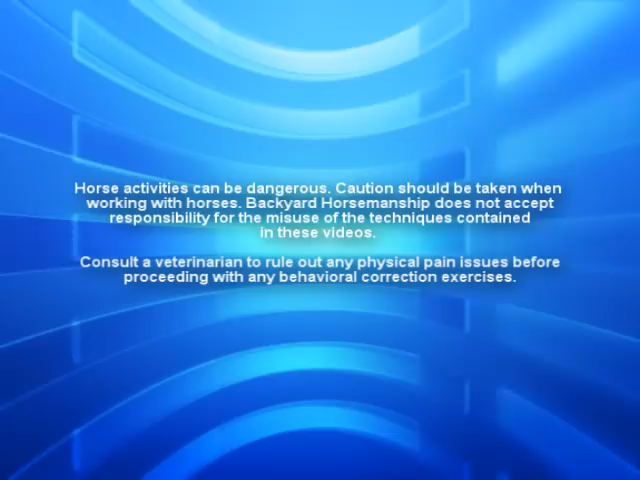 Horse activities can be dangerous. Caution should be taken when
working with horses. Backyard Horsemanship does not accept
responsibility for the misuse of the techniques contained
in these videos.
Consult a veterinarian to rule out any physical pain issues before
proceeding with any behavioral correction exercises.